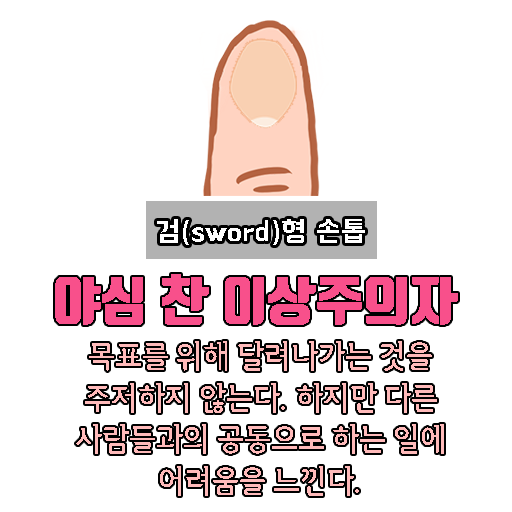 검(sword)형 손톱
야심 찬 이상주의자
목표를 위해 달려나가는 것을
주저하지 않는다. 하지만 다른
사람들과의 공동으로 하는 일에
어려움을 느낀다.